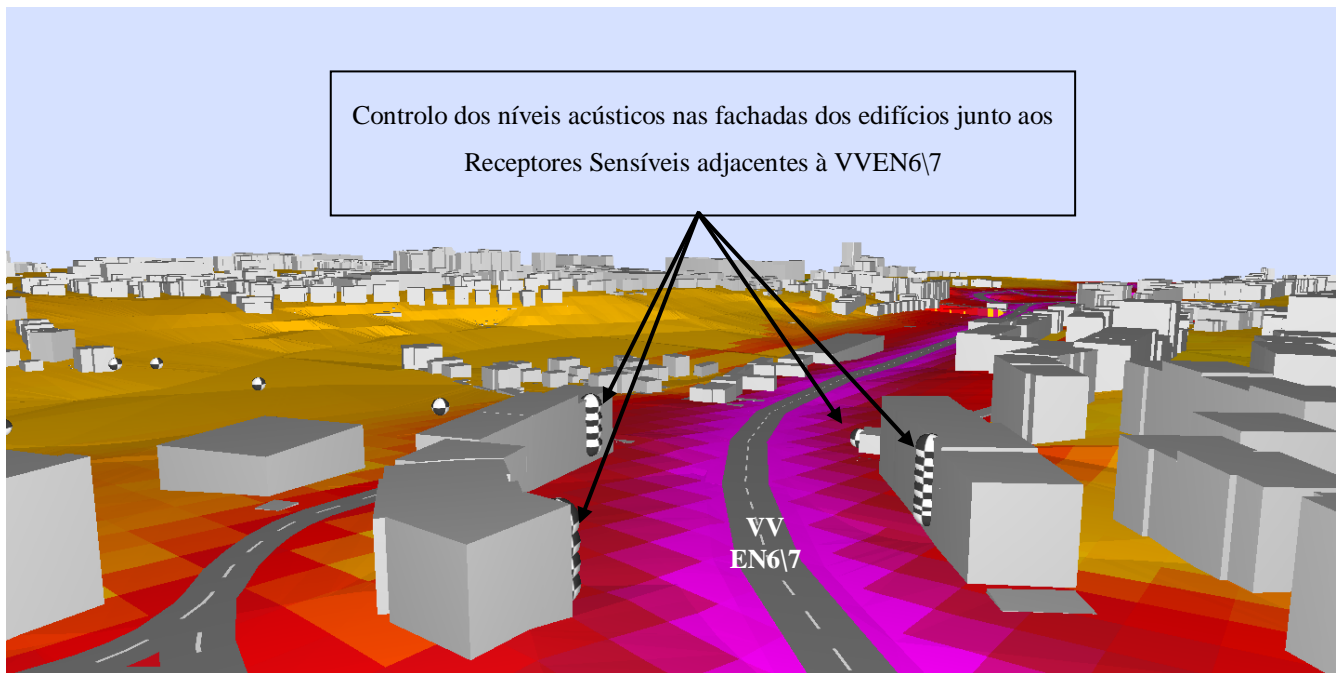 Controlo dos níveis acústicos nas fachadas dos edifícios junto aos
Receptores Sensíveis adjacentes à VVEN6\7
VV
EN6\7